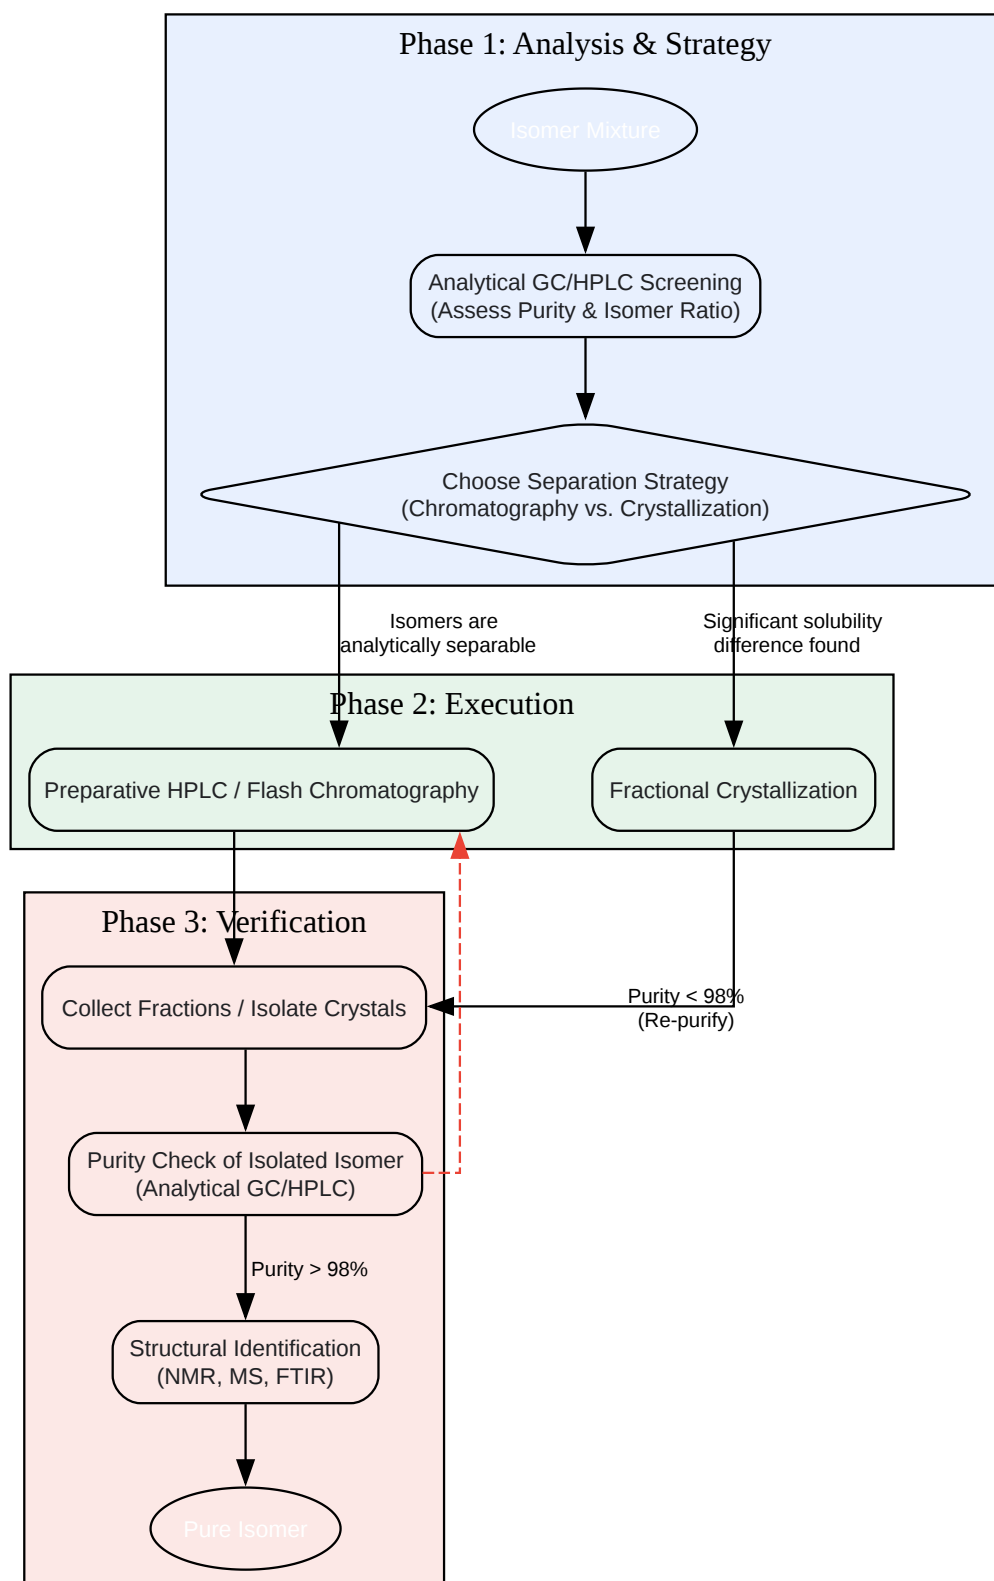 Phase 1: Analysis & Strategy
Isomer Mixture
Analytical GC/HPLC Screening
(Assess Purity & Isomer Ratio)
Choose Separation Strategy
(Chromatography vs. Crystallization)
Isomers are
analytically separable
Significant solubility
difference found
Phase 2: Execution
Preparative HPLC / Flash Chromatography
Fractional Crystallization
Phase 3: Verification
Collect Fractions / Isolate Crystals
Purity < 98%
(Re-purify)
Purity Check of Isolated Isomer
(Analytical GC/HPLC)
Purity > 98%
Structural Identification
(NMR, MS, FTIR)
Pure Isomer